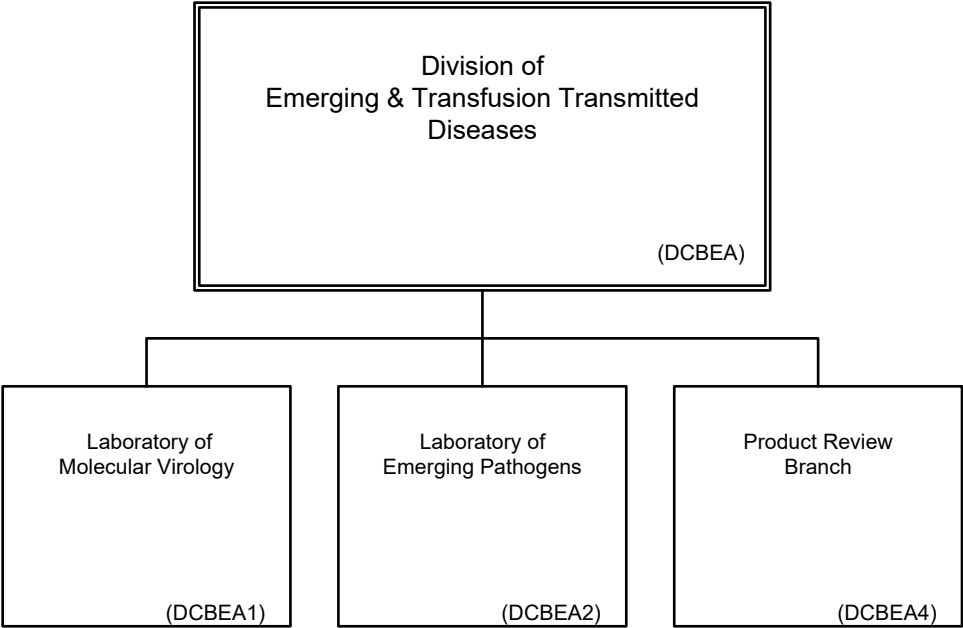 Division of
Emerging & Transfusion Transmitted
Diseases
(DCBEA)
Laboratory of
Molecular Virology
(DCBEA1)
Laboratory of
Emerging Pathogens
(DCBEA2)
Product Review
Branch
(DCBEA4)